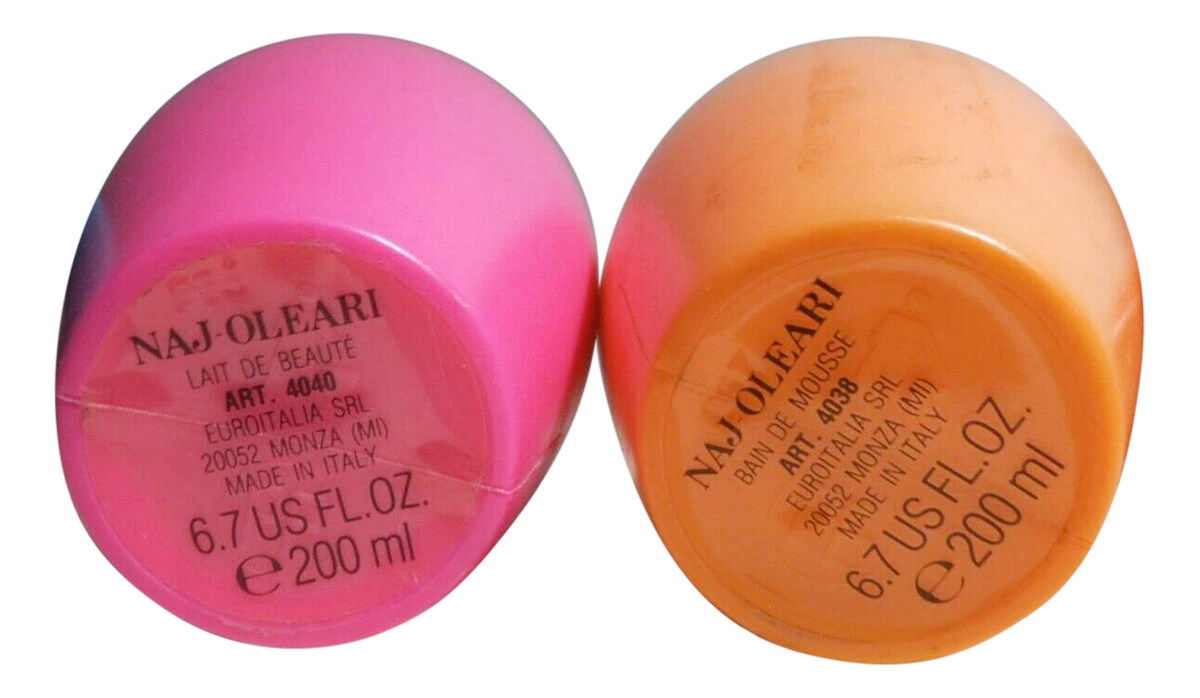 NAJ-OLEARI
LAIT DE BEAUTÉ
ART. 4040
EUROITALIA SRL
20052 MONZA (MI)
MADE IN ITALY
6.7 US FL.OZ.
℮ 200 ml
NAJ-OLEARI
BAIN DE MOUSSE
ART. 4038
EUROITALIA SRL
20052 MONZA (MI)
MADE IN ITALY
6.7 US FL.OZ.
℮ 200 ml